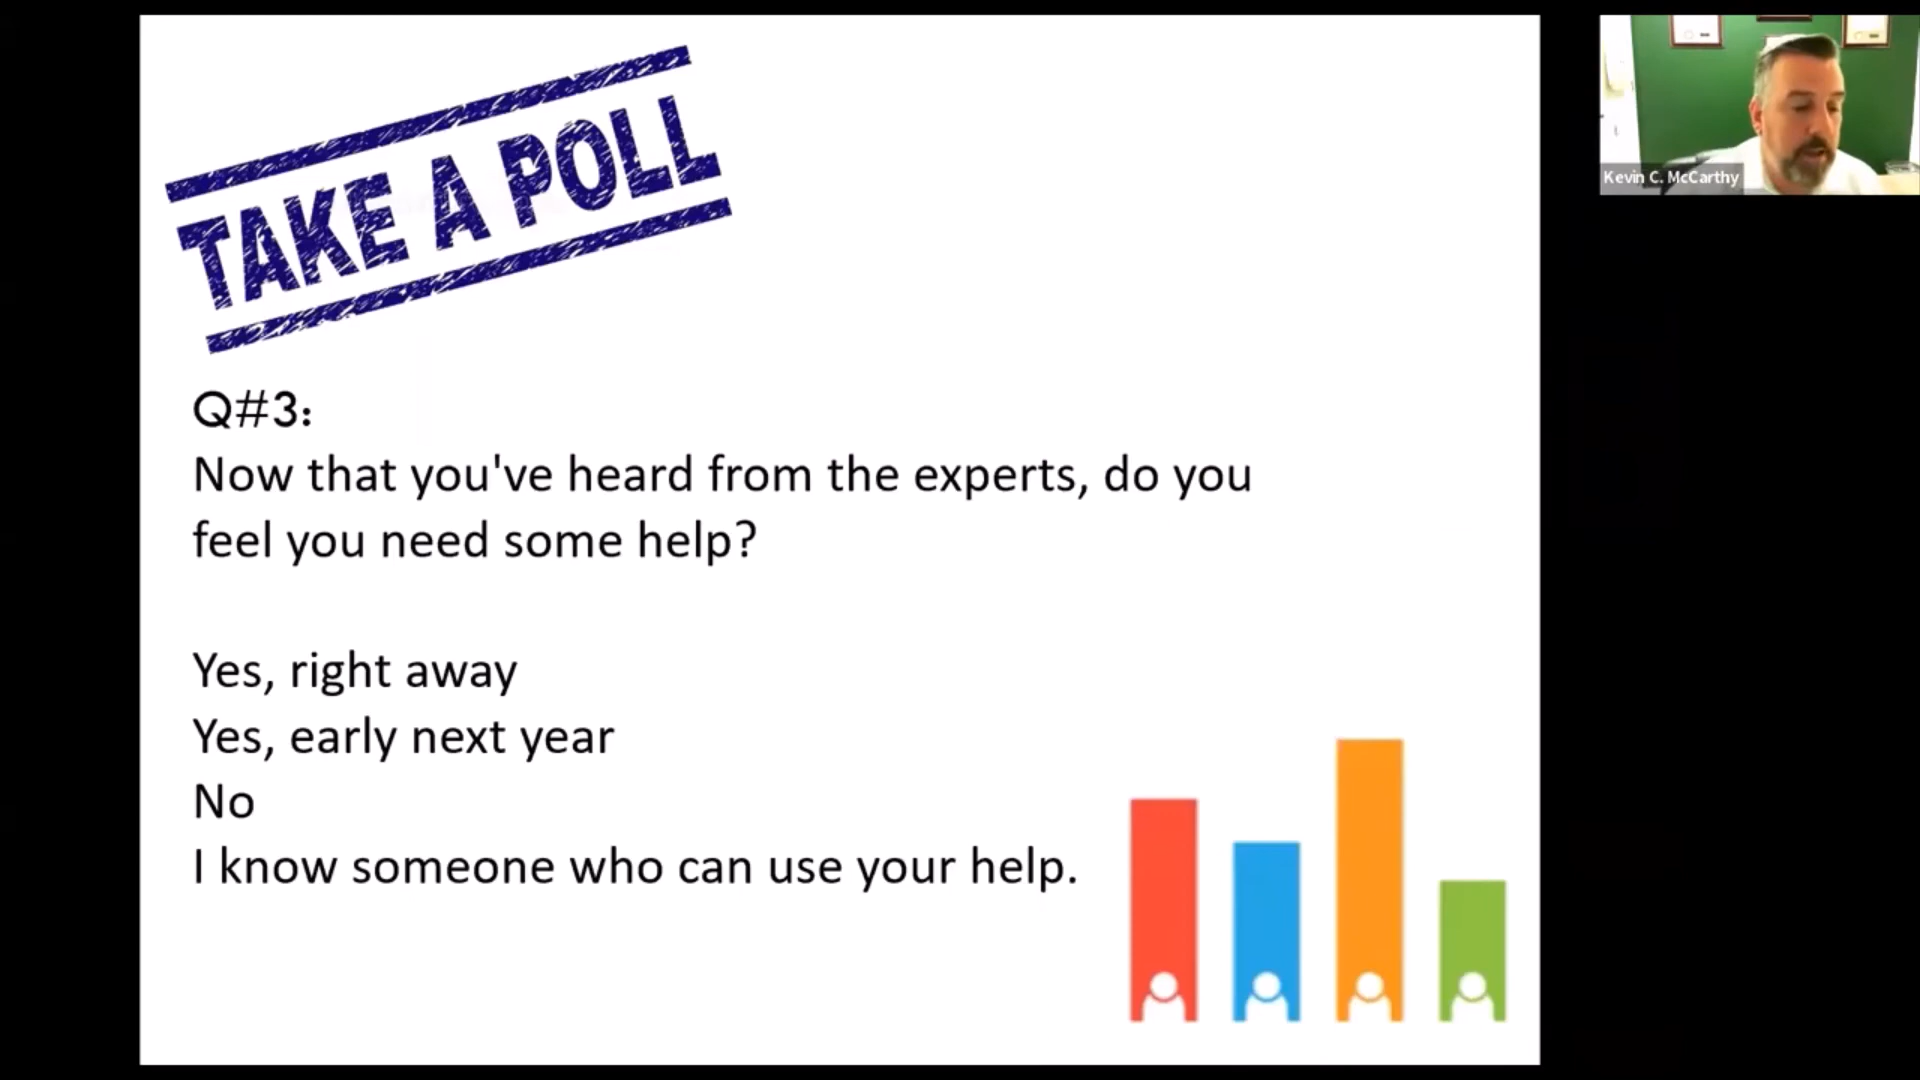 TAKE A POLL
Kevin C. McCarthy
Q#3:
Now that you've heard from the experts, do you
feel you need some help?
Yes, right away
Yes, early next year
No
I know someone who can use your help.